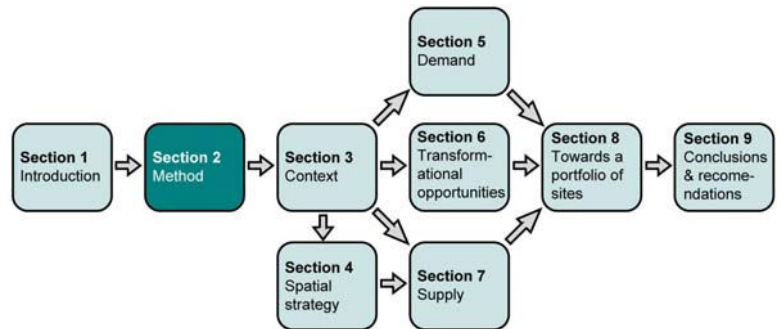 Section 1
Introduction
Section 2
Method
Section 3
Context
Section 4
Spatial
strategy
Section 5
Demand
Section 6
Transform-
ational
opportunities
Section 7
Supply
Section 8
Towards a
portfolio of
sites
Section 9
Conclusions
& recome-
ndations